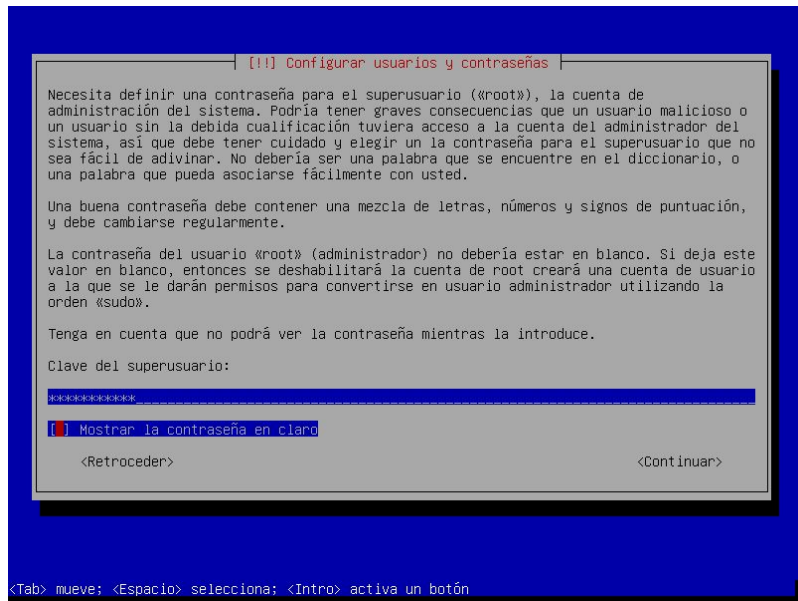 [!!] Configurar usuarios y contraseñas
Necesita definir una contraseña para el superusuario («root»), la cuenta de
administración del sistema. Podría tener graves consecuencias que un usuario malicioso o
un usuario sin la debida cualificación tuviera acceso a la cuenta del administrador del
sistema, así que debe tener cuidado y elegir un la contraseña para el superusuario que no
sea fácil de adivinar. No debería ser una palabra que se encuentre en el diccionario, o
una palabra que pueda asociarse fácilmente con usted.
Una buena contraseña debe contener una mezcla de letras, números y signos de puntuación,
y debe cambiarse regularmente.
La contraseña del usuario «root» (administrador) no debería estar en blanco. Si deja este
valor en blanco, entonces se deshabilitará la cuenta de root creará una cuenta de usuario
a la que se le darán permisos para convertirse en usuario administrador utilizando la
orden «sudo».
Tenga en cuenta que no podrá ver la contraseña mientras la introduce.
Clave del superusuario:
***********
[ ] Mostrar la contraseña en claro
<Retroceder> <Continuar>
<Tab> mueve; <Espacio> selecciona; <Intro> activa un botón